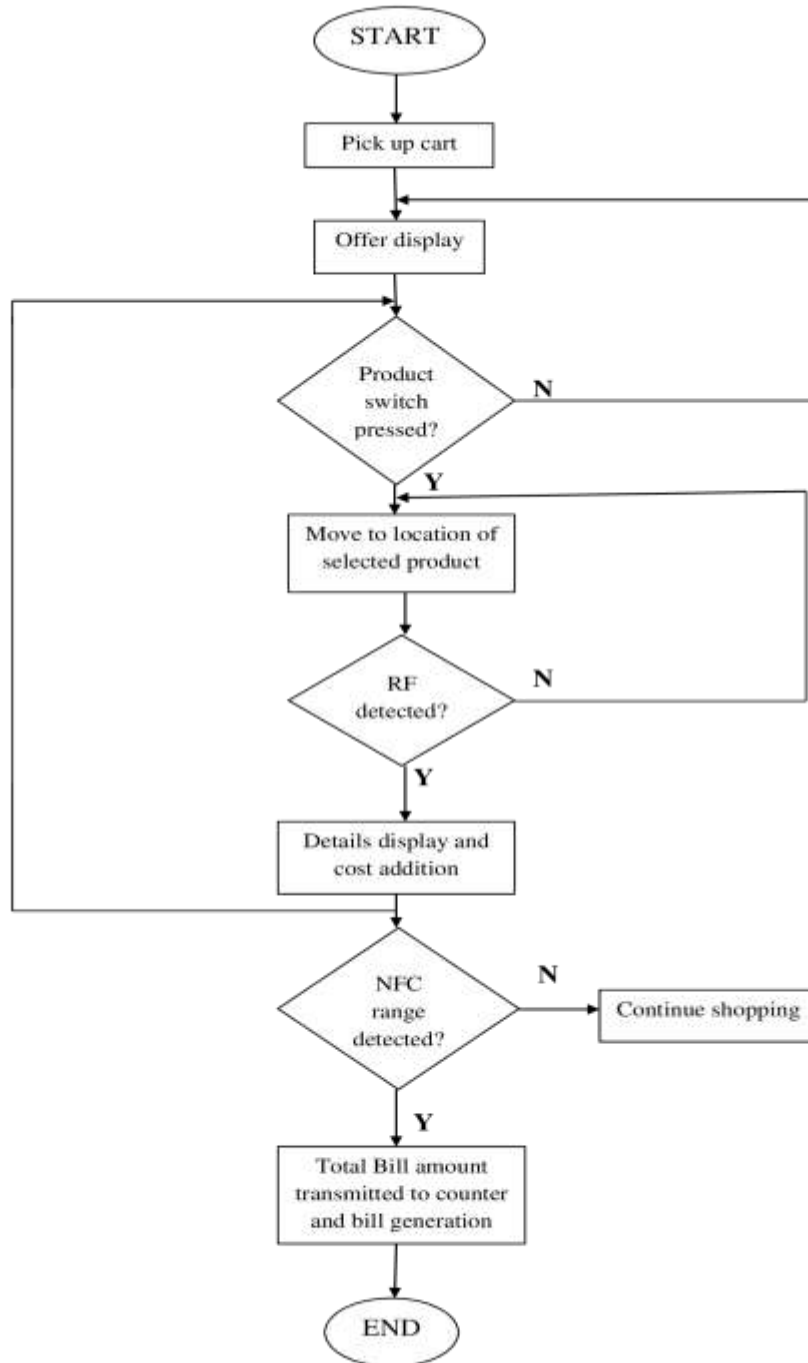 START
Pick up cart
Offer display
Product
switch
pressed?
N
Y
Move to location of
selected product
RF
detected?
N
Y
Details display and
cost addition
NFC
range
detected?
N
Continue shopping
Y
Total Bill amount
transmitted to counter
and bill generation
END